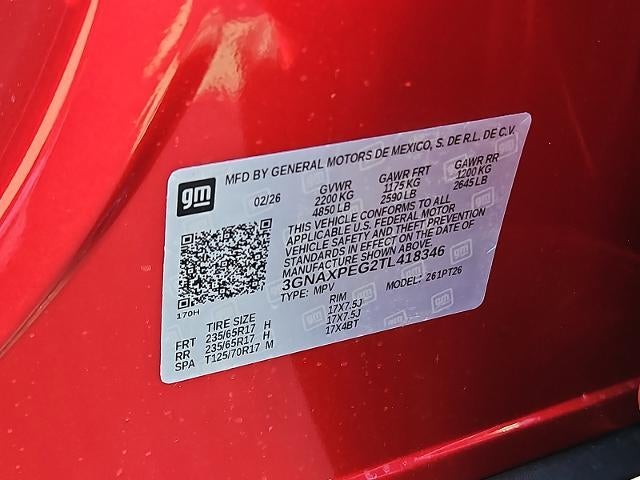 gm MFD BY GENERAL MOTORS DE MEXICO, S. DE R.L. DE C.V.
02/26 GVWR GAWR FRT GAWR RR
2200 KG 1175 KG 1200 KG
4850 LB 2590 LB 2645 LB
THIS VEHICLE CONFORMS TO ALL
APPLICABLE U.S. FEDERAL MOTOR
VEHICLE SAFETY AND THEFT PREVENTION
STANDARDS IN EFFECT ON THE DATE OF
MANUFACTURE SHOWN ABOVE.
3GNAXPEG2TL418346
TYPE: MPV MODEL: 261PT26
170H
TIRE SIZE RIM
FRT 235/65R17 H 17X7.5J
RR 235/65R17 H 17X7.5J
SPA T125/70R17 M 17X4BT